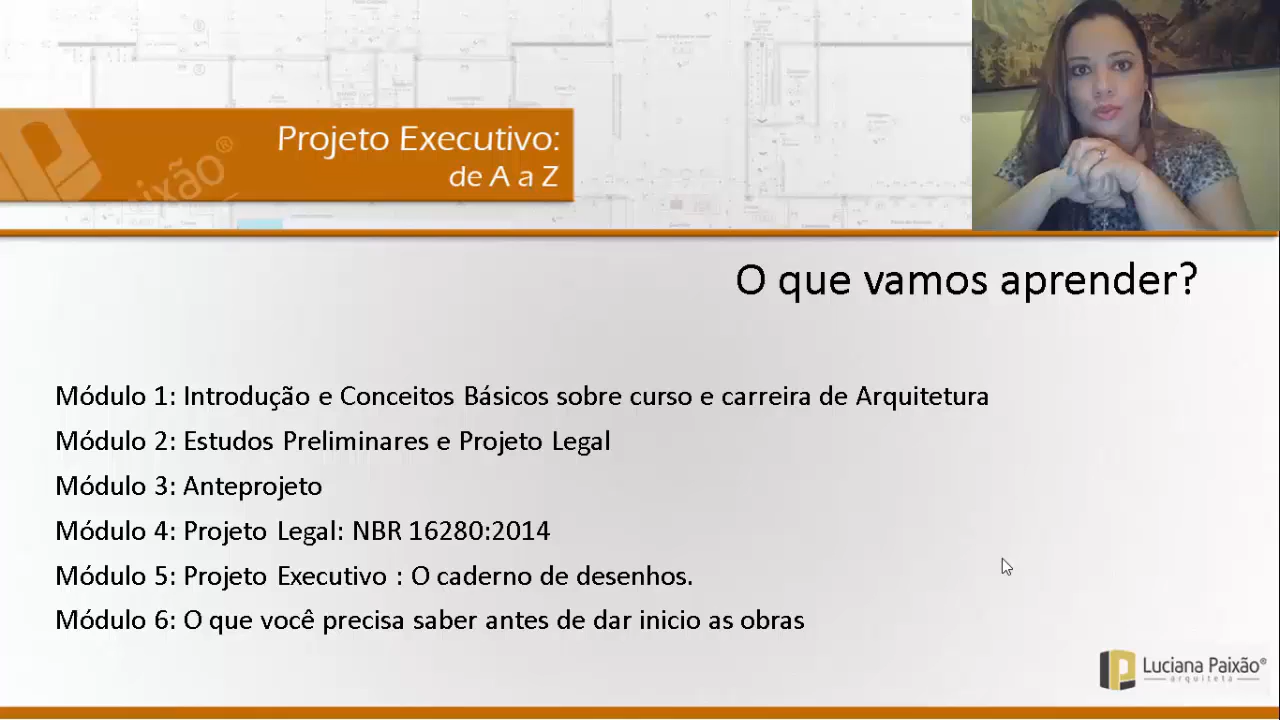 Projeto Executivo:
de A a Z
paixão®
O que vamos aprender?
Módulo 1: Introdução e Conceitos Básicos sobre curso e carreira de Arquitetura
Módulo 2: Estudos Preliminares e Projeto Legal
Módulo 3: Anteprojeto
Módulo 4: Projeto Legal: NBR 16280:2014
Módulo 5: Projeto Executivo : O caderno de desenhos.
Módulo 6: O que você precisa saber antes de dar inicio as obras
Luciana Paixão®
arquiteta